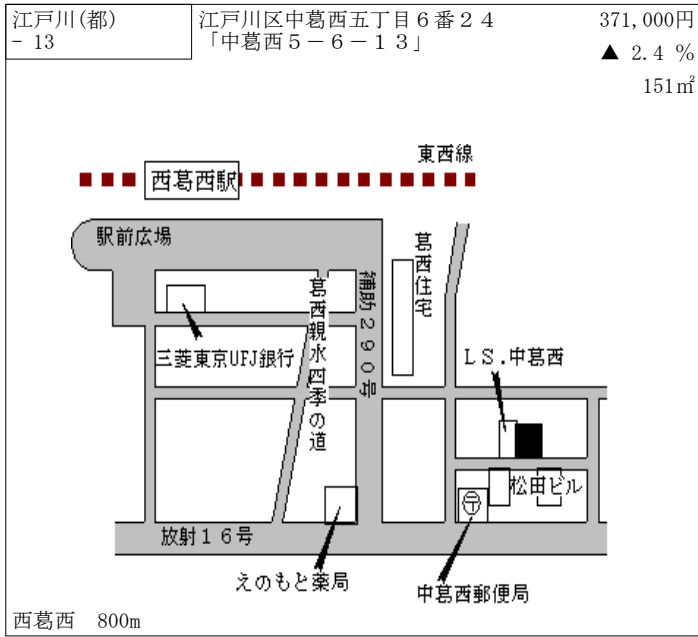 江戸川(都)
- 13
江戸川区中葛西五丁目６番２４
「中葛西５－６－１３」
371,000円
▲ 2.4 %
151㎡
東西線
西葛西駅
駅前広場
葛西住宅
補助２９０号
葛西親水四季の道
三菱東京UFJ銀行
ＬＳ.中葛西
松田ビル
〒
放射１６号
えのもと薬局
中葛西郵便局
西葛西　800m